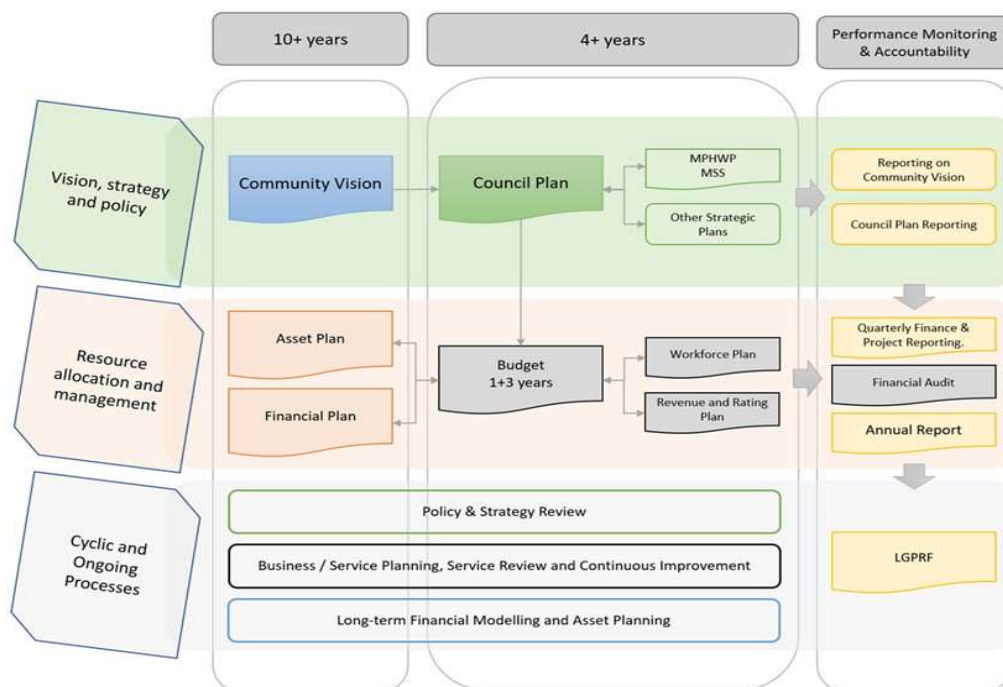 10+ years
4+ years
Performance Monitoring
& Accountability
Vision, strategy
and policy
Community Vision
Council Plan
MPHWP
MSS
Other Strategic
Plans
Reporting on
Community Vision
Council Plan Reporting
Resource
allocation and
management
Asset Plan
Financial Plan
Budget
1+3 years
Workforce Plan
Revenue and Rating
Plan
Quarterly Finance &
Project Reporting.
Financial Audit
Annual Report
Cyclic and
Ongoing
Processes
Policy & Strategy Review
Business / Service Planning, Service Review and Continuous Improvement
Long-term Financial Modelling and Asset Planning
LGPRF